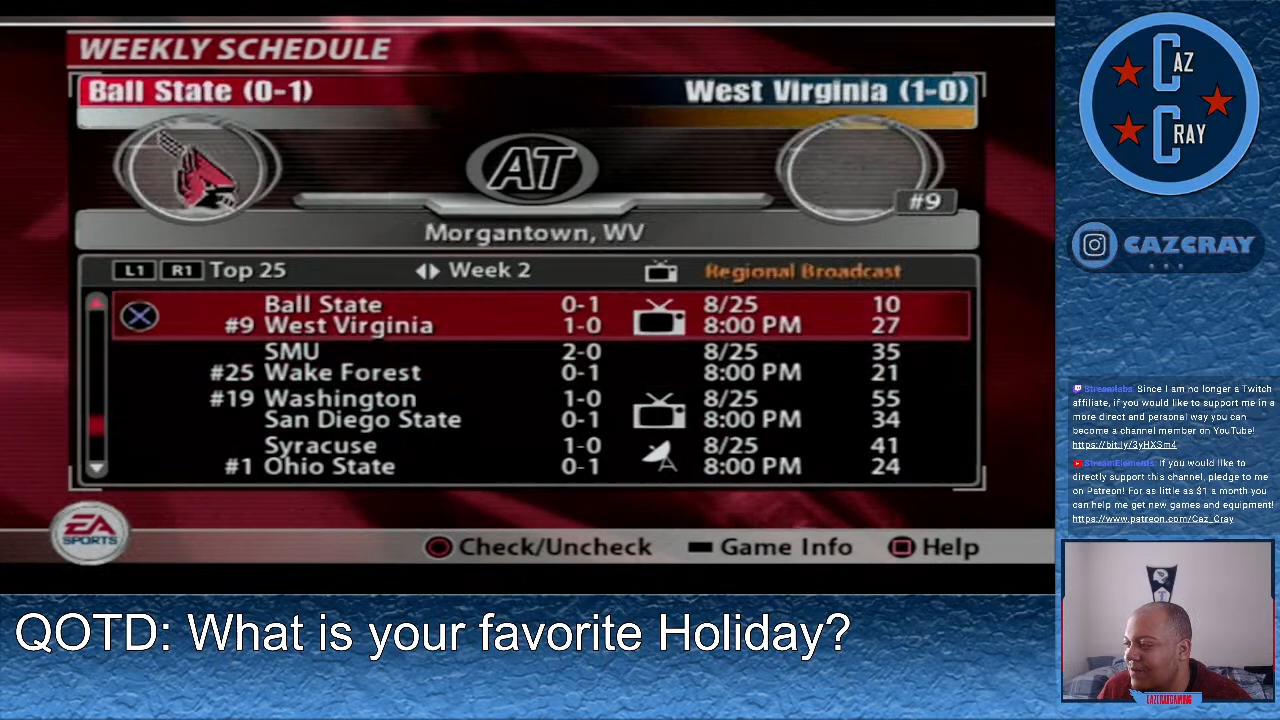 WEEKLY SCHEDULE
Ball State (0-1)
West Virginia (1-0)
AT
#9
Morgantown, WV
L1 R1 Top 25 Week 2 Regional Broadcast
Ball State 0-1 8/25 10
#9 West Virginia 1-0 8:00 PM 27
SMU 2-0 8/25 35
#25 Wake Forest 0-1 8:00 PM 21
#19 Washington 1-0 8/25 55
San Diego State 0-1 8:00 PM 34
Syracuse 1-0 8/25 41
#1 Ohio State 0-1 8:00 PM 24
EA
SPORTS
Check/Uncheck Game Info Help
QOTD: What is your favorite Holiday?
CAZ
CRAY
CAZCRAY
Streamlabs: Since I am no longer a Twitch
affiliate, if you would like to support me in a
more direct and personal way you can
become a channel member on YouTube!
https://bit.ly/3yHXSm4
StreamElements: If you would like to
directly support this channel, pledge to me
on Patreon! For as little as $1 a month you
can help me get new games and equipment!
https://www.patreon.com/Caz_Cray
CAZCRAYGAMING